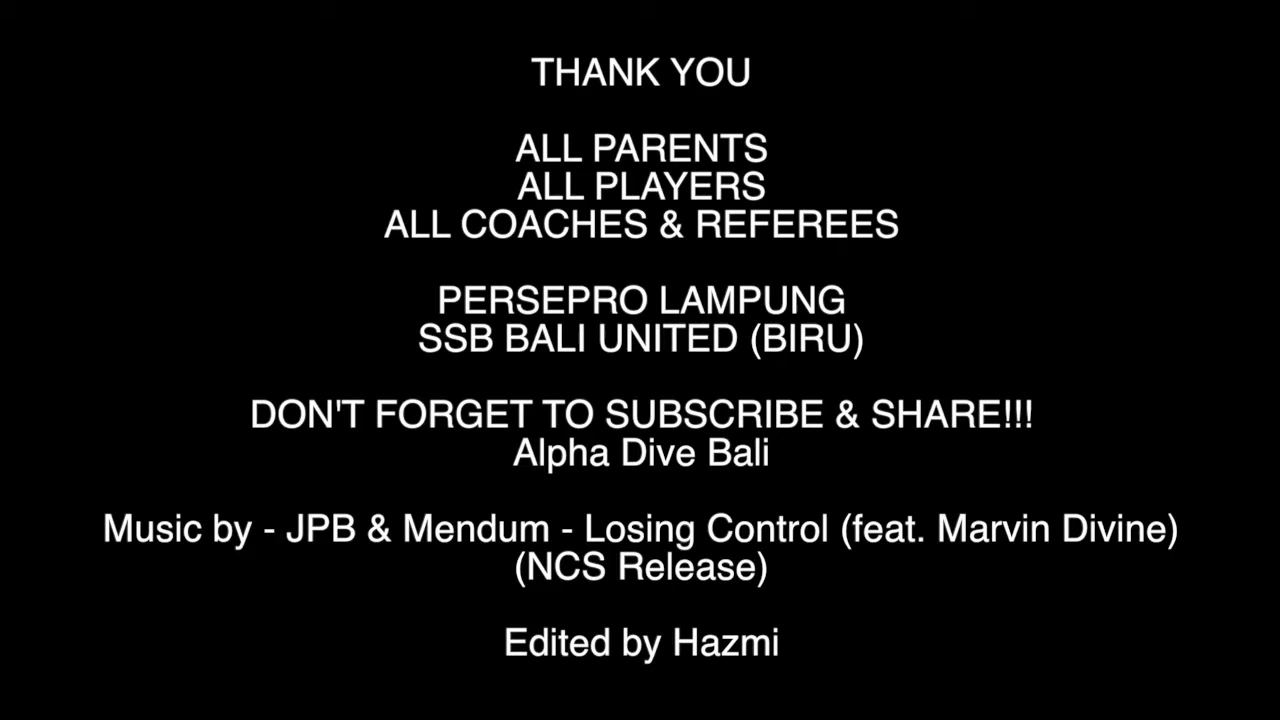 THANK YOU
ALL PARENTS
ALL PLAYERS
ALL COACHES & REFEREES
PERSEPRO LAMPUNG
SSB BALI UNITED (BIRU)
DON'T FORGET TO SUBSCRIBE & SHARE!!!
Alpha Dive Bali
Music by - JPB & Mendum - Losing Control (feat. Marvin Divine)
(NCS Release)
Edited by Hazmi